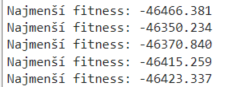 Najmenší fitness: -46466.381
Najmenší fitness: -46350.234
Najmenší fitness: -46370.840
Najmenší fitness: -46415.259
Najmenší fitness: -46423.337